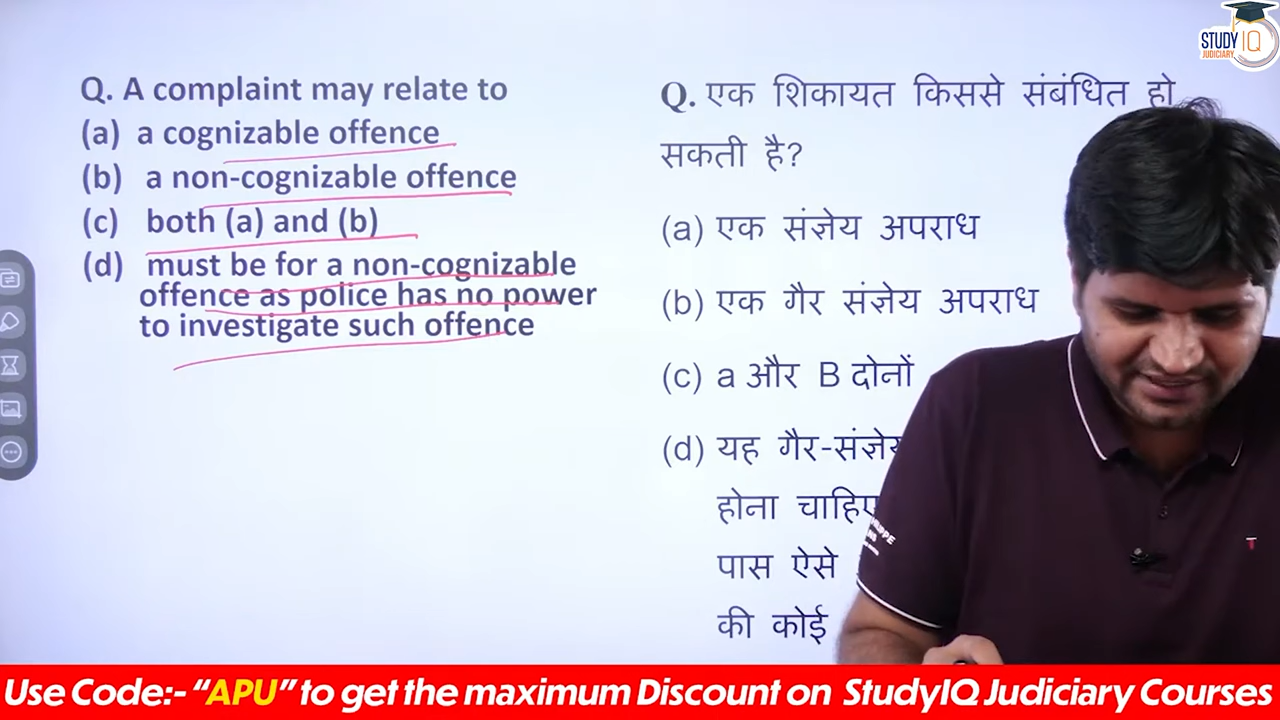 STUDY IQ
JUDICIARY
Q. A complaint may relate to
(a) a cognizable offence
(b) a non-cognizable offence
(c) both (a) and (b)
(d) must be for a non-cognizable
offence as police has no power
to investigate such offence
Q. एक शिकायत किससे संबंधित हो
सकती है?
(a) एक संज्ञेय अपराध
(b) एक गैर संज्ञेय अपराध
(c) a और B दोनों
(d) यह
होना
पास ऐसे
की कोई
Use Code:- “APU” to get the maximum Discount on StudyIQ Judiciary Courses